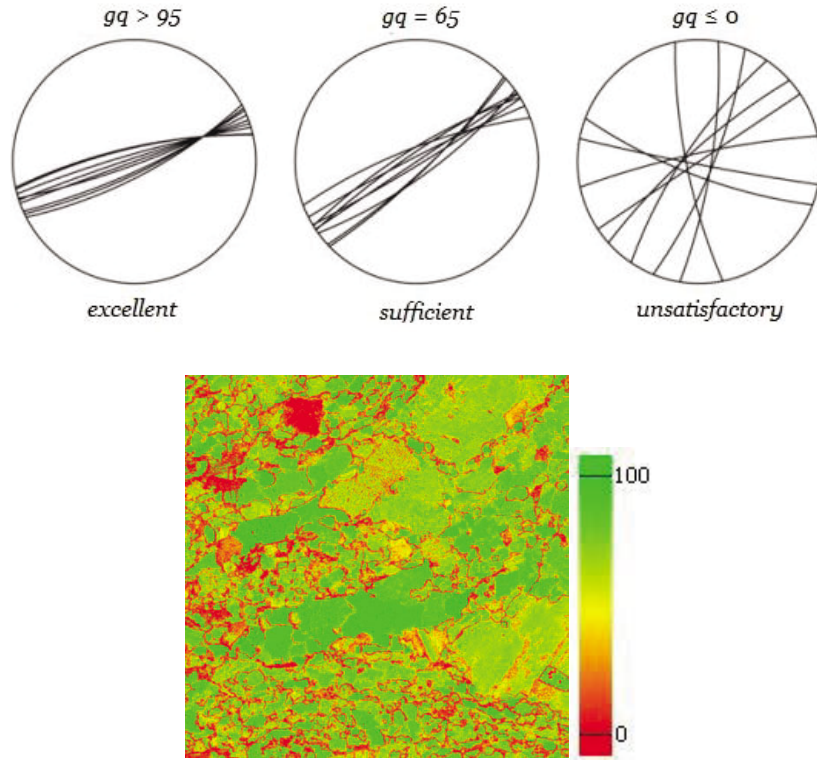 gq > 95
gq = 65
gq ≤ 0
excellent
sufficient
unsatisfactory
100
0